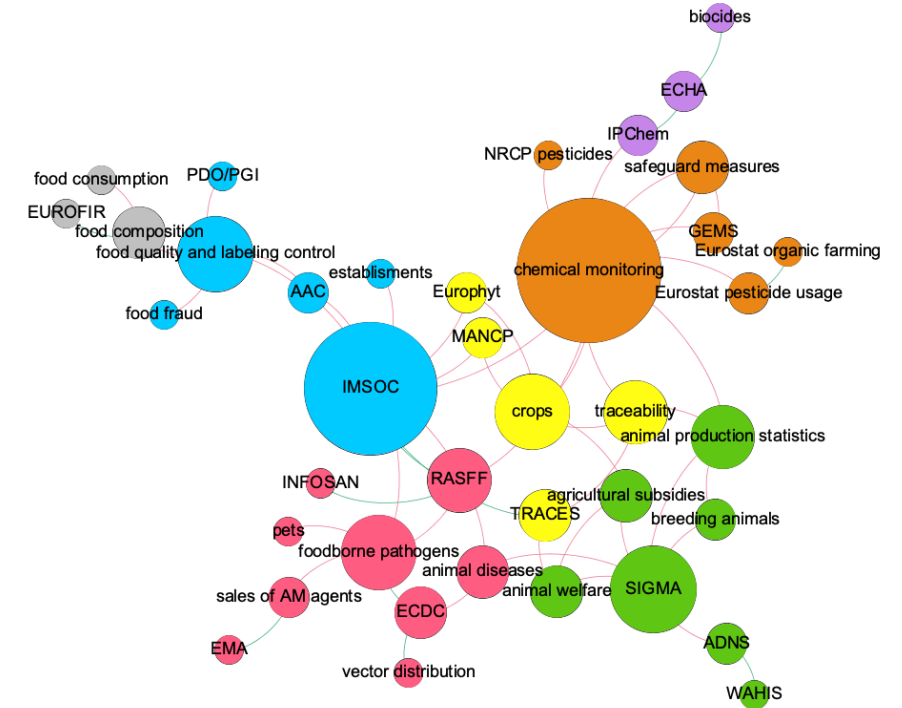 biocides
ECHA
IPChem
NRCP pesticides
safeguard measures
food consumption
PDO/PGI
EUROFIR
food composition
GEMS
food quality and labeling control
Eurostat organic farming
establisments
chemical monitoring
AAC
Europhyt
Eurostat pesticide usage
food fraud
MANCP
IMSOC
crops
traceability
animal production statistics
INFOSAN
RASFF
agricultural subsidies
TRACES
breeding animals
pets
foodborne pathogens
animal diseases
animal welfare
SIGMA
sales of AM agents
ECDC
EMA
ADNS
vector distribution
WAHIS